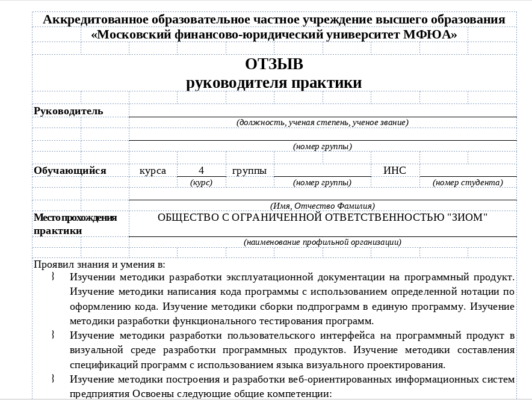 Аккредитованное образовательное частное учреждение высшего образования
«Московский финансово-юридический университет МФЮА»
ОТЗЫВ
руководителя практики
Руководитель
(должность, ученая степень, ученое звание)
(номер группы)
Обучающийся курса 4 группы ИНС
(курс) (номер группы) (номер студента)
(Имя, Отчество Фамилия)
Место прохождения ОБЩЕСТВО С ОГРАНИЧЕННОЙ ОТВЕТСТВЕННОСТЬЮ "ЗИОМ"
практики
(наименование профильной организации)
Проявил знания и умения в:
Изучении методики разработки эксплуатационной документации на программный продукт.
Изучение методики написания кода программы с использованием определенной нотации по
оформлению кода. Изучение методики сборки подпрограмм в единую программу. Изучение
методики разработки функционального тестирования программ.
Изучении методики разработки пользовательского интерфейса на программный продукт в
визуальной среде разработки программных продуктов. Изучение методики составления
спецификаций программ с использованием языка визуального проектирования.
Изучении методики построения и разработки веб-ориентированных информационных систем
предприятия Освоены следующие общие компетенции: